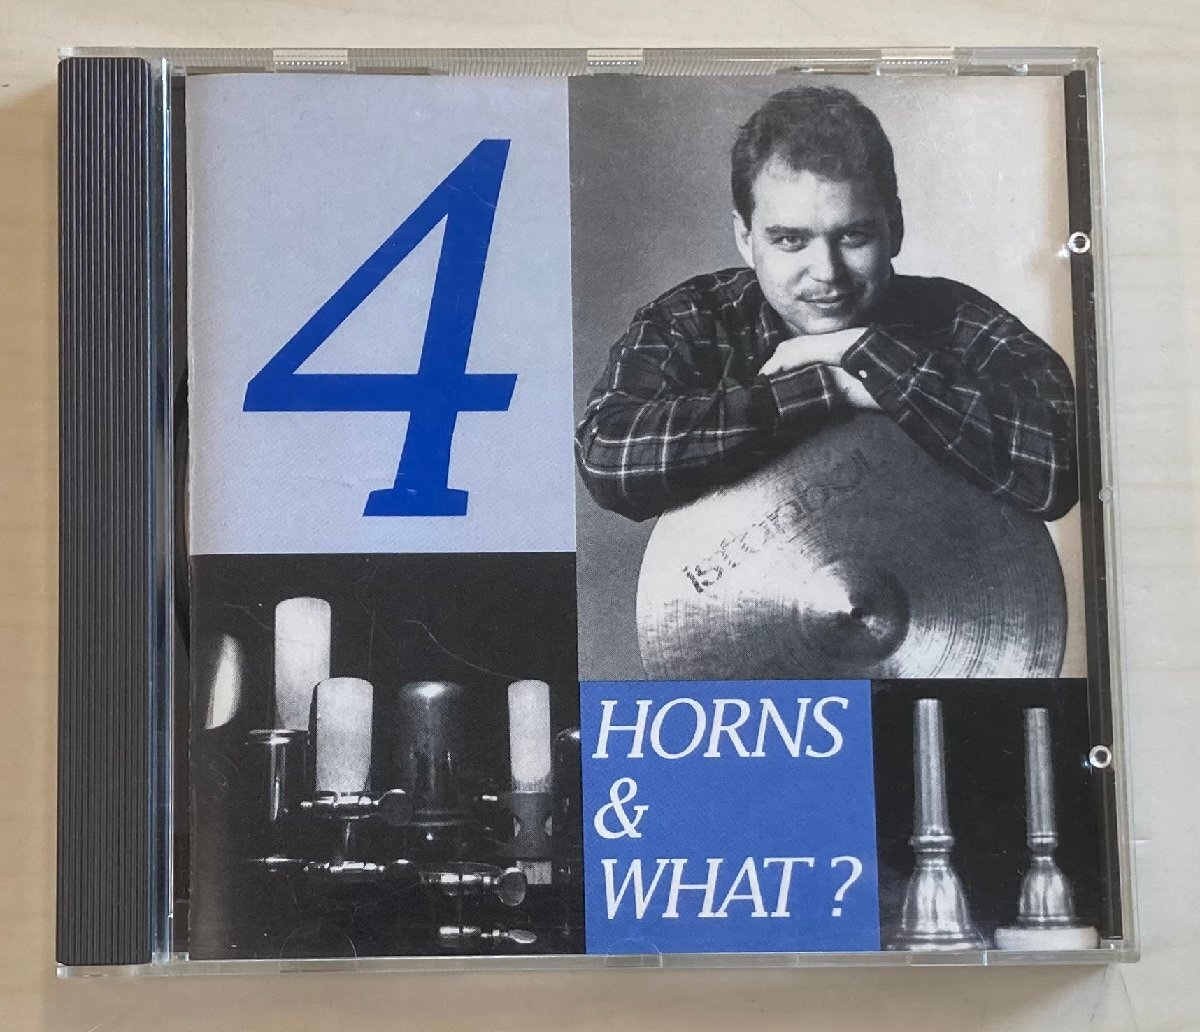 4
Istanbul
HORNS
&
WHAT ?